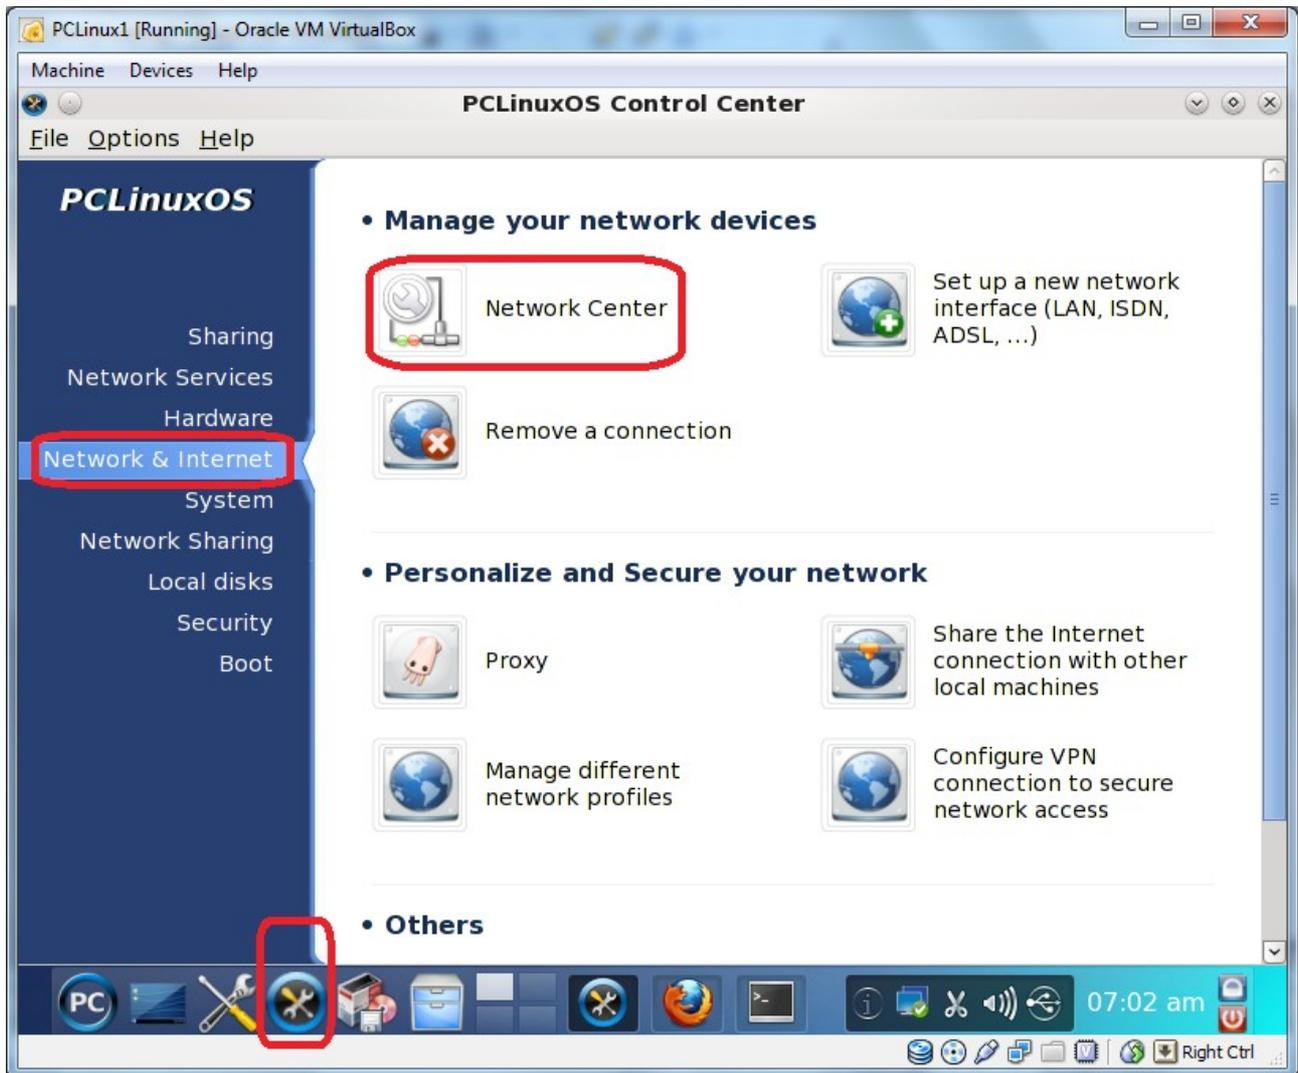 PCLinux1 [Running] - Oracle VM VirtualBox
Machine Devices Help
PCLinuxOS Control Center
File Options Help
PCLinuxOS
Sharing
Network Services
Hardware
Network & Internet
System
Network Sharing
Local disks
Security
Boot
• Manage your network devices
Network Center
Set up a new network
interface (LAN, ISDN,
ADSL, ...)
Remove a connection
• Personalize and Secure your network
Proxy
Share the Internet
connection with other
local machines
Manage different
network profiles
Configure VPN
connection to secure
network access
• Others
PC
07:02 am
Right Ctrl